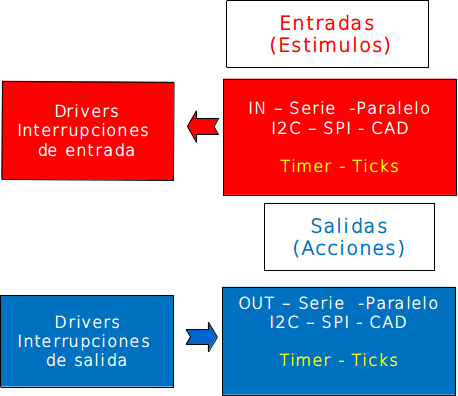 Entradas
(Estimulos)
Drivers
Interrupciones
de entrada
IN – Serie -Paralelo
I2C – SPI - CAD
Timer - Ticks
Salidas
(Acciones)
Drivers
Interrupciones
de salida
OUT – Serie -Paralelo
I2C – SPI - CAD
Timer - Ticks